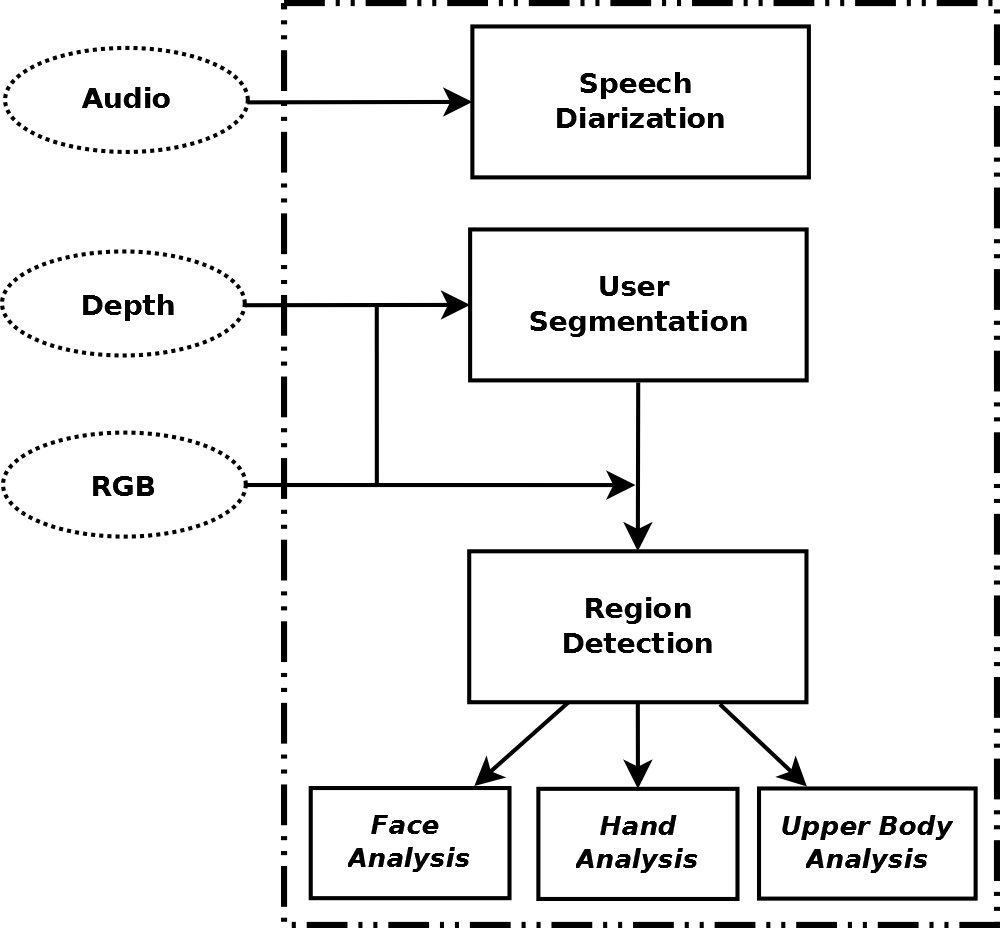 Audio
Speech
Diarization
Depth
User
Segmentation
RGB
Region
Detection
Face
Analysis
Hand
Analysis
Upper Body
Analysis